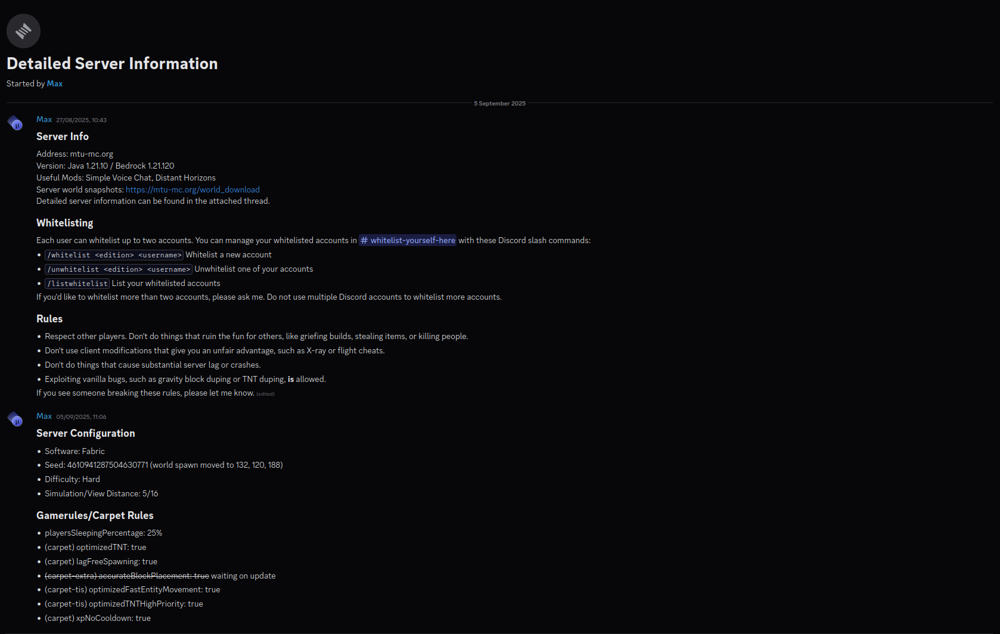 Detailed Server Information
Started by Max
5 September 2025
Max 27/08/2025, 10:43
Server Info
Address: mtu-mc.org
Version: Java 1.21.10 / Bedrock 1.21.120
Useful Mods: Simple Voice Chat, Distant Horizons
Server world snapshots: https://mtu-mc.org/world_download
Detailed server information can be found in the attached thread.
Whitelisting
Each user can whitelist up to two accounts. You can manage your whitelisted accounts in # whitelist-yourself-here with these Discord slash commands:
• /whitelist <edition> <username> Whitelist a new account
• /unwhitelist <edition> <username> Unwhitelist one of your accounts
• /listwhitelist List your whitelisted accounts
If you'd like to whitelist more than two accounts, please ask me. Do not use multiple Discord accounts to whitelist more accounts.
Rules
• Respect other players. Don't do things that ruin the fun for others, like griefing builds, stealing items, or killing people.
• Don't use client modifications that give you an unfair advantage, such as X-ray or flight cheats.
• Don't do things that cause substantial server lag or crashes.
• Exploiting vanilla bugs, such as gravity block duping or TNT duping, is allowed.
If you see someone breaking these rules, please let me know. (edited)
Max 05/09/2025, 11:06
Server Configuration
• Software: Fabric
• Seed: 4610941287504630771 (world spawn moved to 132, 120, 188)
• Difficulty: Hard
• Simulation/View Distance: 5/16
Gamerules/Carpet Rules
• playersSleepingPercentage: 25%
• (carpet) optimizedTNT: true
• (carpet) lagFreeSpawning: true
• (carpet-extra) accurateBlockPlacement: true waiting on update
• (carpet-tis) optimizedFastEntityMovement: true
• (carpet-tis) optimizedTNTHighPriority: true
• (carpet) xpNoCooldown: true